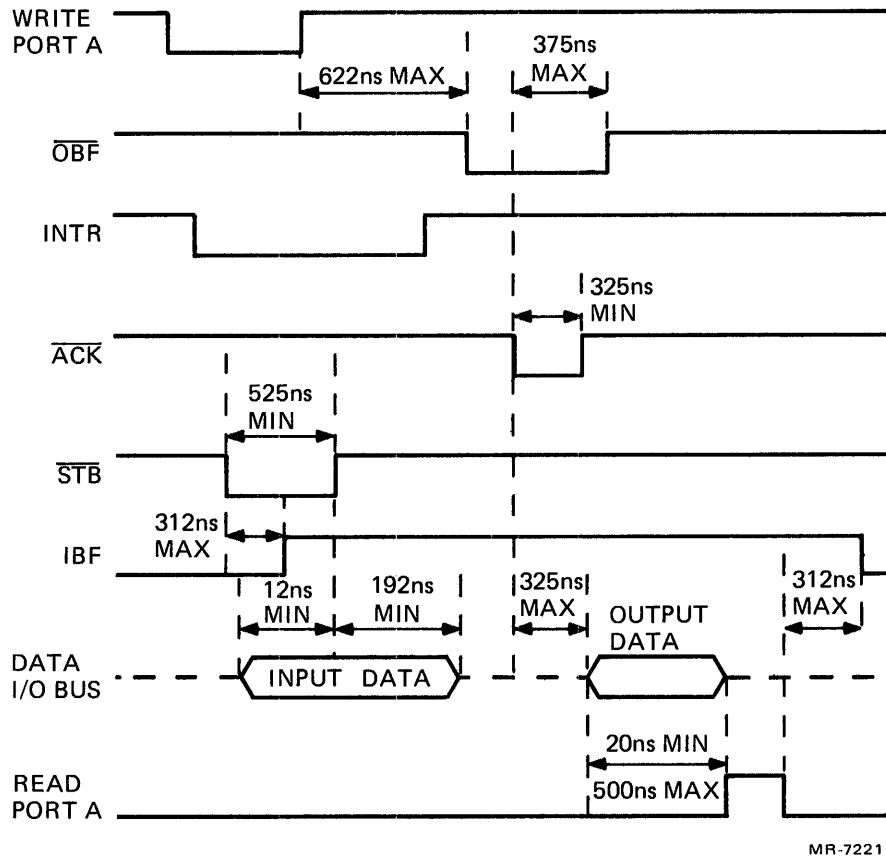 WRITE
PORT A
622ns MAX
375ns
MAX
OBF
INTR
325ns
MIN
ACK
525ns
MIN
STB
312ns
MAX
IBF
12ns
MIN
192ns
MIN
325ns
MAX
OUTPUT
DATA
312ns
MAX
DATA
I/O BUS
INPUT DATA
20ns MIN
500ns MAX
READ
PORT A
MR-7221